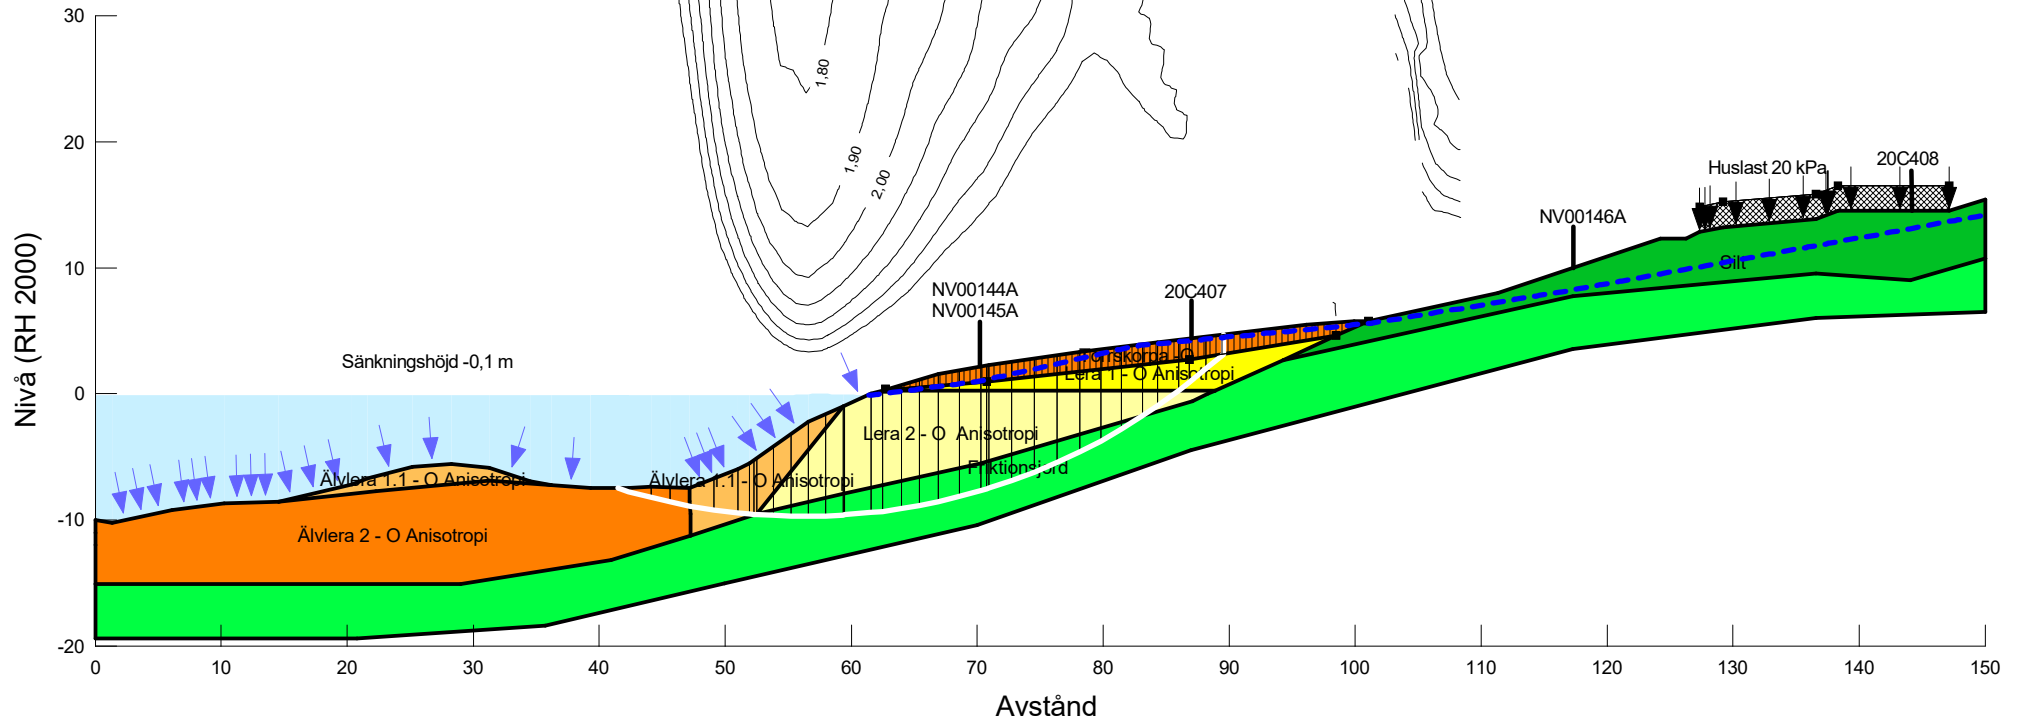 30
20
10
0
-10
-20
Nivå (RH 2000)
1,80
1,90
2,00
Huslast 20 kPa
20C408
NV00146A
Silt
NV00144A
NV00145A
20C407
Sänkningshöjd -0,1 m
Torrskorpa -O
Lera 1 - O Anisotropi
Lera 2 - O Anisotropi
Friktionsjord
Älvlera 1.1 - O Anisotropi
Älvlera 1.1 - O Anisotropi
Älvlera 2 - O Anisotropi
0 10 20 30 40 50 60 70 80 90 100 110 120 130 140 150
Avstånd